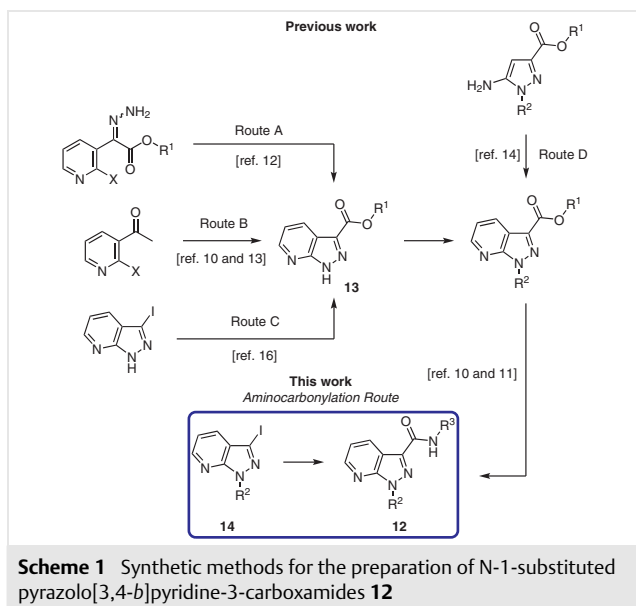 Previous work
R¹
O
O
H₂N
N
N
R²
N
NH₂
O
R¹
O
N
X
Route A
[ref. 12]
[ref. 14]
Route D
O
N
X
Route B
[ref. 10 and 13]
O
R¹
O
N
N
N
H
13
O
R¹
O
N
N
N
R²
I
N
N
N
H
Route C
[ref. 16]
[ref. 10 and 11]
This work
Aminocarbonylation Route
I
N
N
N
R²
14
O
R³
N
H
N
N
N
R²
12
Scheme 1 Synthetic methods for the preparation of N-1-substituted
pyrazolo[3,4-b]pyridine-3-carboxamides 12